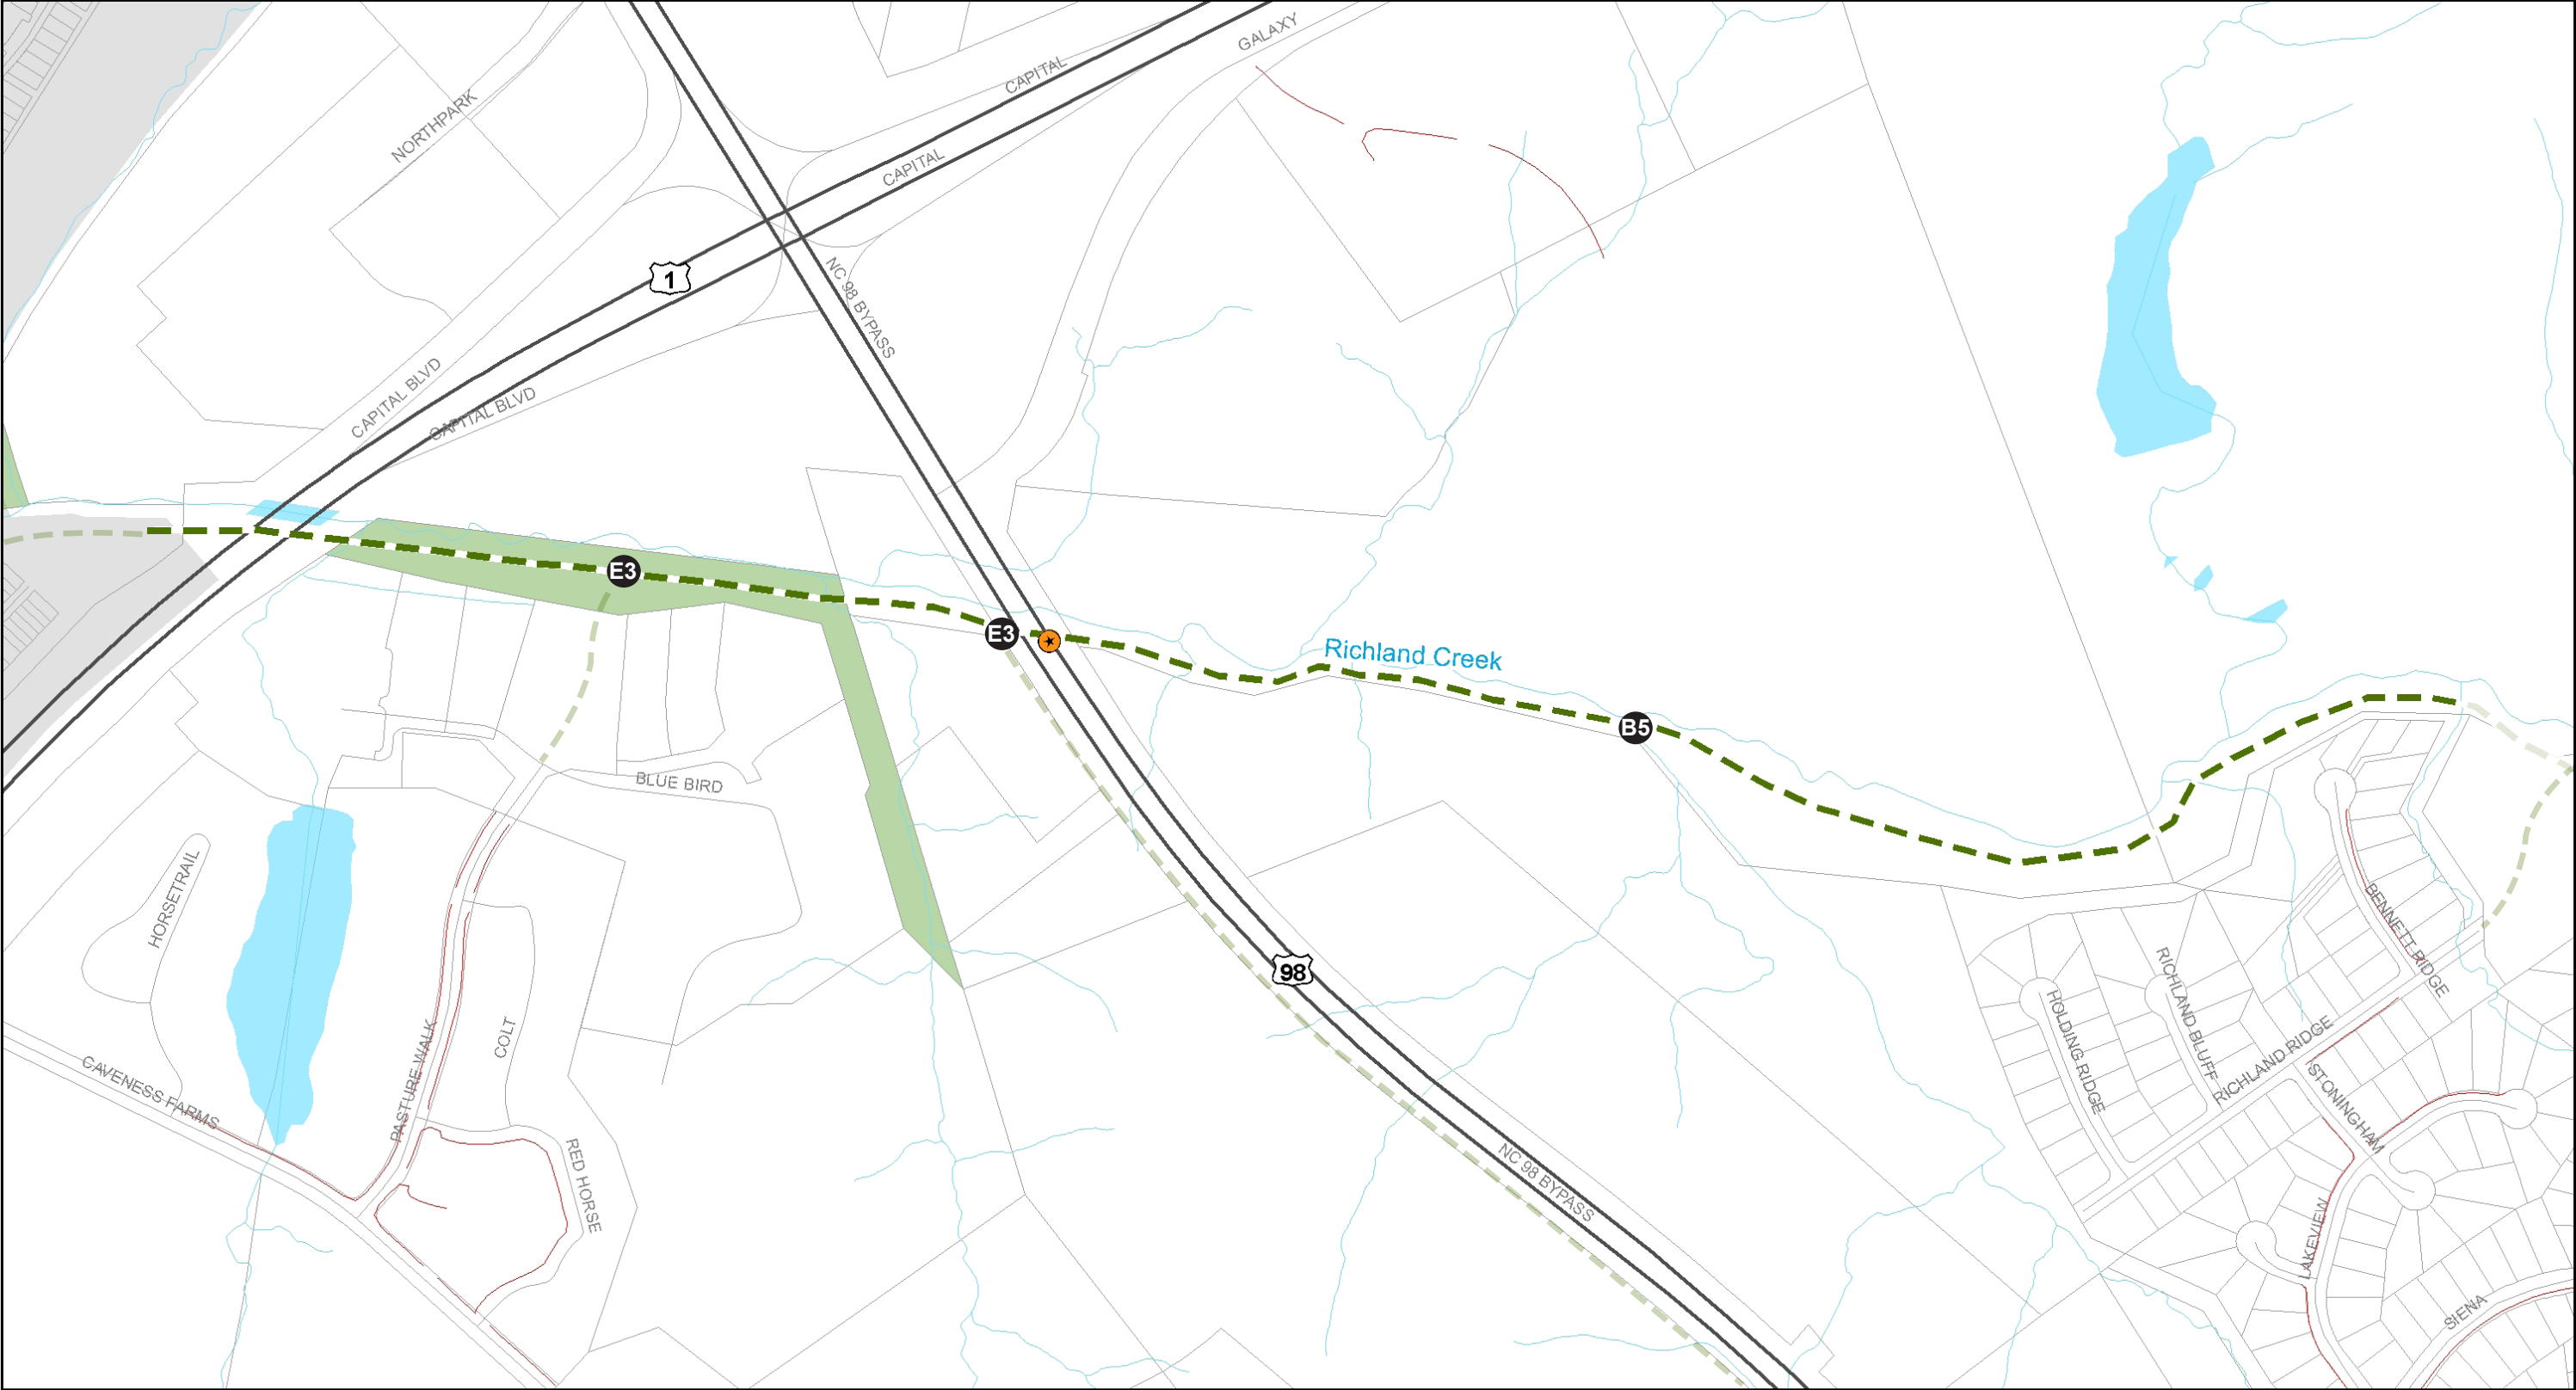 GALAXY
CAPITAL
NORTHPARK
CAPITAL
1
NC 98 BYPASS
CAPITAL BLVD
CAPITAL BLVD
E3
E3
Richland Creek
B5
BLUE BIRD
HORSETRAIL
BENNETT RIDGE
98
RICHLAND BLUFF
HOLDING RIDGE
COLT
PASTURE WALK
RICHLAND RIDGE
CAVENESS FARMS
STONINGHAM
RED HORSE
NC 98 BYPASS
LAKEVIEW
SIENA